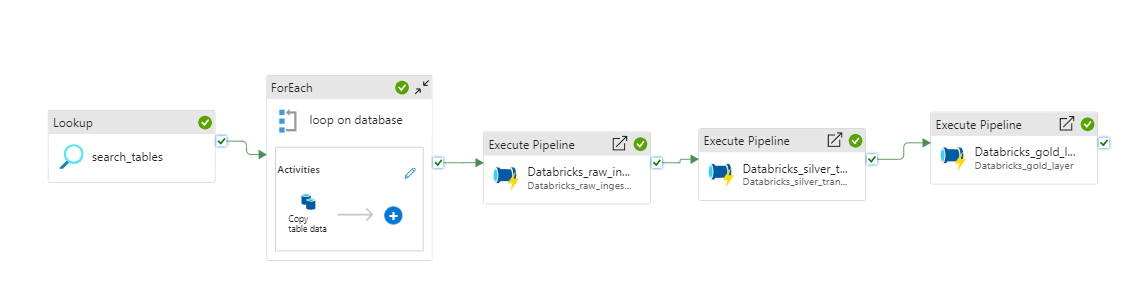 Lookup
search_tables
ForEach
loop on database
Activities
Copy
table data
Execute Pipeline
Databricks_raw_in...
Databricks_raw_inges...
Execute Pipeline
Databricks_silver_t...
Databricks_silver_tran...
Execute Pipeline
Databricks_gold_l...
Databricks_gold_layer